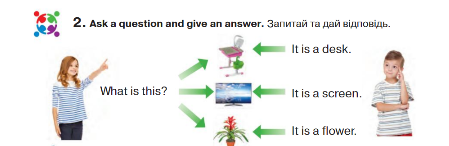 2. Ask a question and give an answer. Запитай та дай відповідь.
It is a desk.
What is this?
It is a screen.
It is a flower.